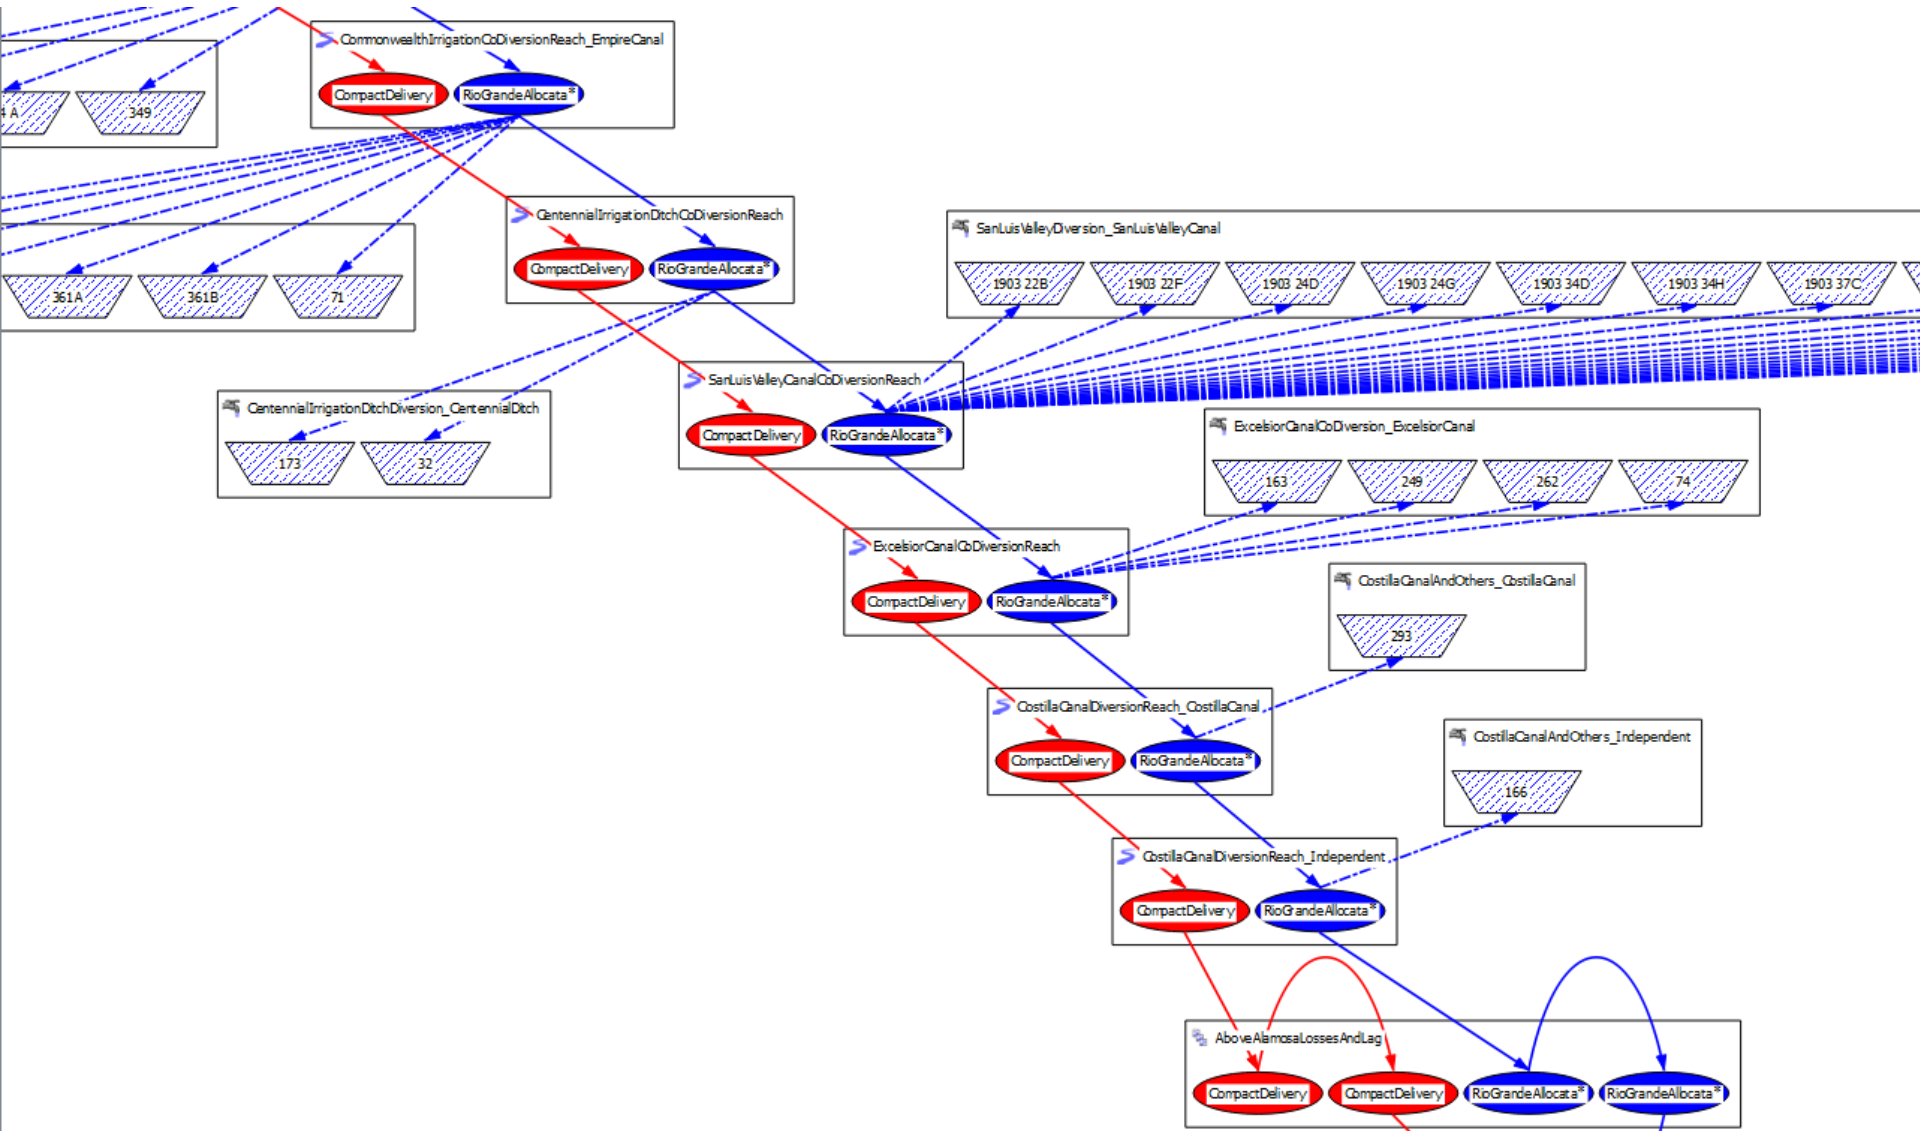 CommonwealthIrrigationCoDiversionReach_EmpireCanal
CompactDelivery
RioGrandeAllocata*
4 A
349
CentennialIrrigationDitchCoDiversionReach
CompactDelivery
RioGrandeAllocata*
361A
361B
71
SanLuisValleyDiversion_SanLuisValleyCanal
1903 22B
1903 22F
1903 24D
1903 24G
1903 34D
1903 34H
1903 37C
SanLuisValleyCanalCoDiversionReach
CompactDelivery
RioGrandeAllocata*
CentennialIrrigationDitchDiversion_CentennialDitch
173
32
ExcelsiorCanalCoDiversion_ExcelsiorCanal
163
249
262
74
ExcelsiorCanalCoDiversionReach
CompactDelivery
RioGrandeAllocata*
CostillaCanalAndOthers_CostillaCanal
293
CostillaCanalDiversionReach_CostillaCanal
CompactDelivery
RioGrandeAllocata*
CostillaCanalAndOthers_Independent
166
CostillaCanalDiversionReach_Independent
CompactDelivery
RioGrandeAllocata*
AboveAlamosaLossesAndLag
CompactDelivery
CompactDelivery
RioGrandeAllocata*
RioGrandeAllocata*